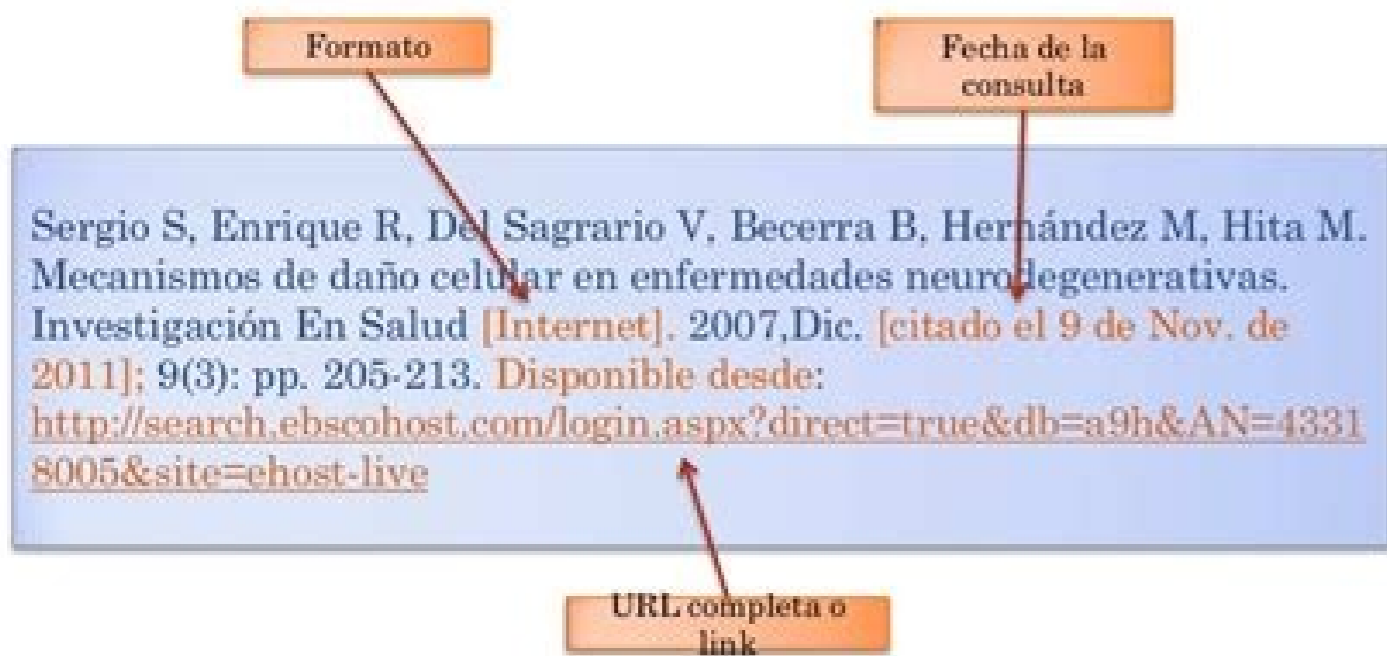 Formato
Fecha de la
consulta
Sergio S, Enrique R, Del Sagrario V, Becerra B, Hernández M, Hita M.
Mecanismos de daño celular en enfermedades neurodegenerativas.
Investigación En Salud [Internet]. 2007,Dic. [citado el 9 de Nov. de
2011]; 9(3): pp. 205-213. Disponible desde:
http://search.ebscohost.com/login.aspx?direct=true&db=a9h&AN=4331
8005&site=ehost-live
URL completa o
link